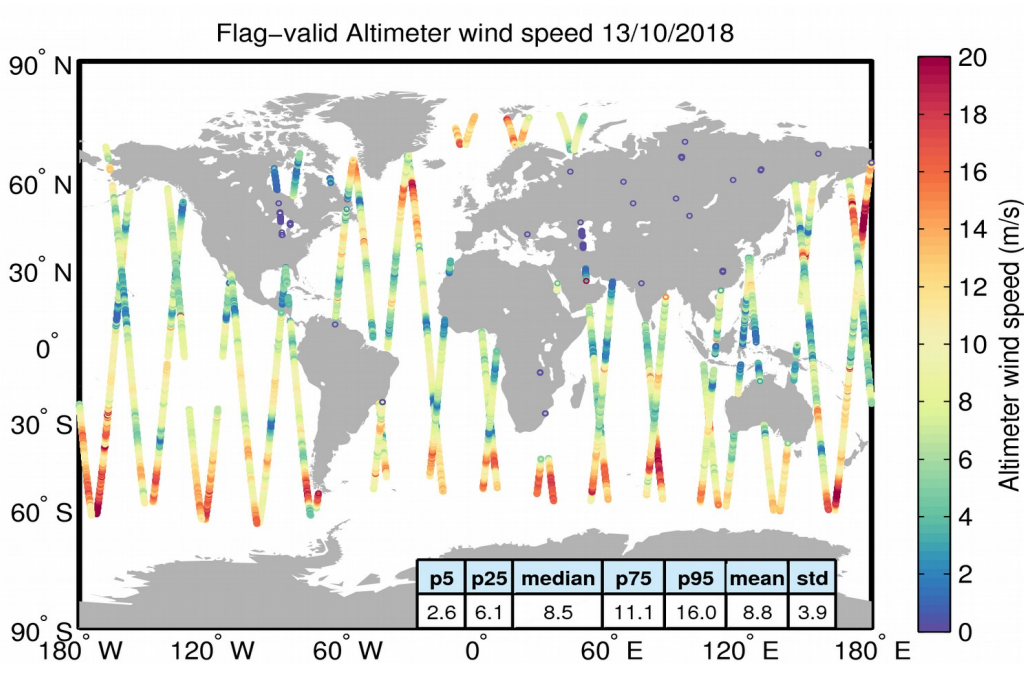 Flag−valid Altimeter wind speed 13/10/2018
90° N
60° N
30° N
0°
30° S
60° S
90° S
180° W
120° W
60° W
0°
60° E
120° E
180° E
p5 p25 median p75 p95 mean std
2.6 6.1 8.5 11.1 16.0 8.8 3.9
20
18
16
14
12
10
8
6
4
2
0
Altimeter wind speed (m/s)